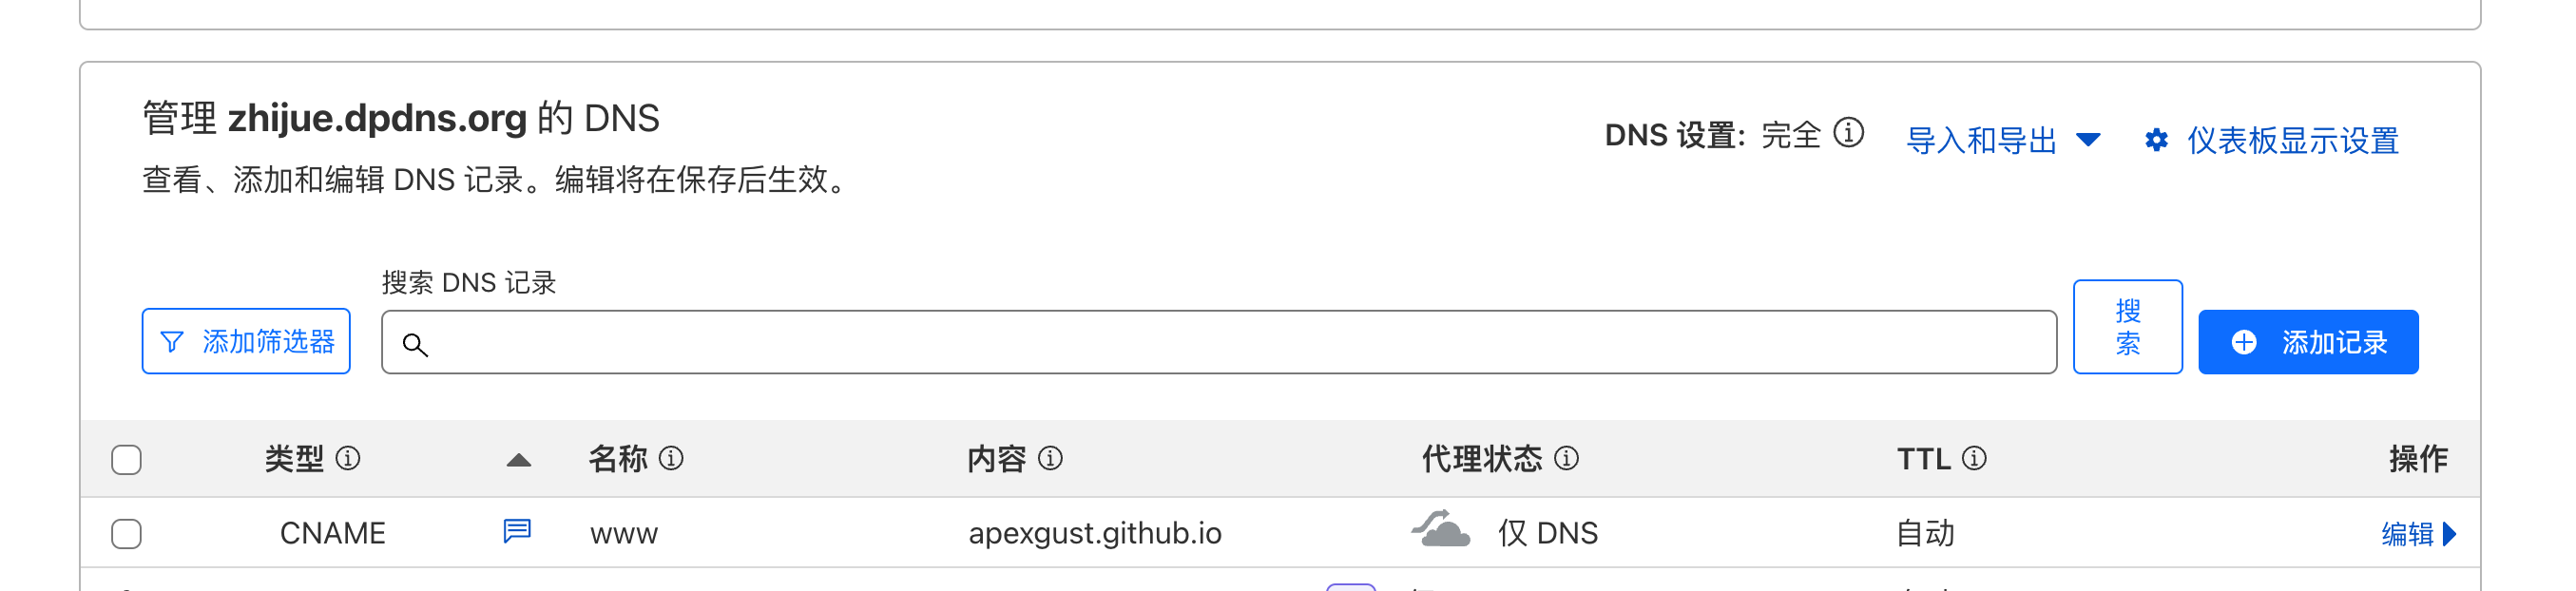 管理 zhijue.dpdns.org 的 DNS
查看、添加和编辑 DNS 记录。编辑将在保存后生效。
DNS 设置: 完全
导入和导出
仪表板显示设置
搜索 DNS 记录
添加筛选器
搜
索
添加记录
类型 名称 内容 代理状态 TTL 操作
CNAME www apexgust.github.io 仅 DNS 自动 编辑